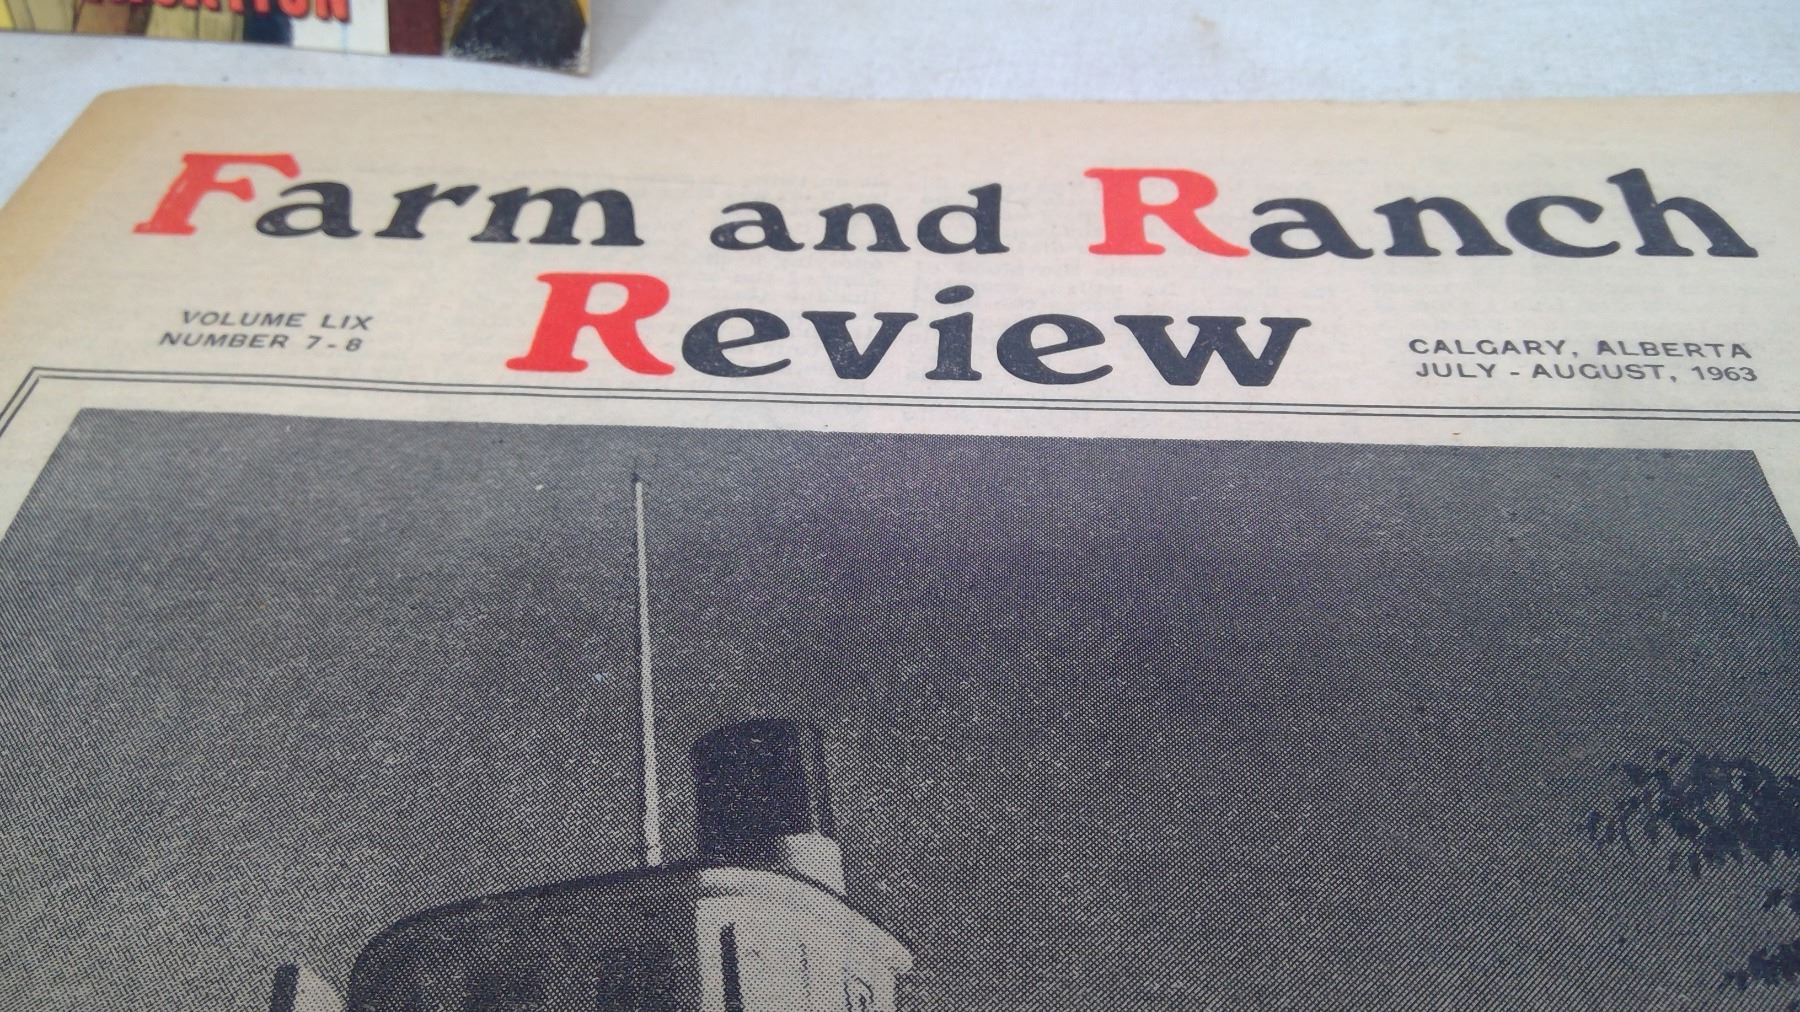 Farm and Ranch
Review
VOLUME LIX
NUMBER 7-8
CALGARY, ALBERTA
JULY - AUGUST, 1963